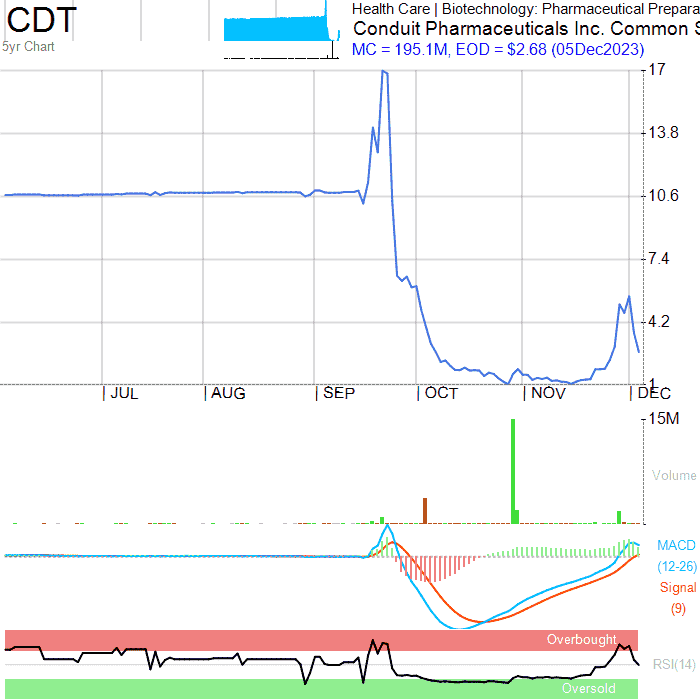 CDT
5yr Chart
Health Care | Biotechnology: Pharmaceutical Prepara
Conduit Pharmaceuticals Inc. Common S
MC = 195.1M, EOD = $2.68 (05Dec2023)
17
13.8
10.6
7.4
4.2
1
JUL AUG SEP OCT NOV DEC
15M
Volume
MACD
(12-26)
Signal
(9)
Overbought
RSI(14)
Oversold